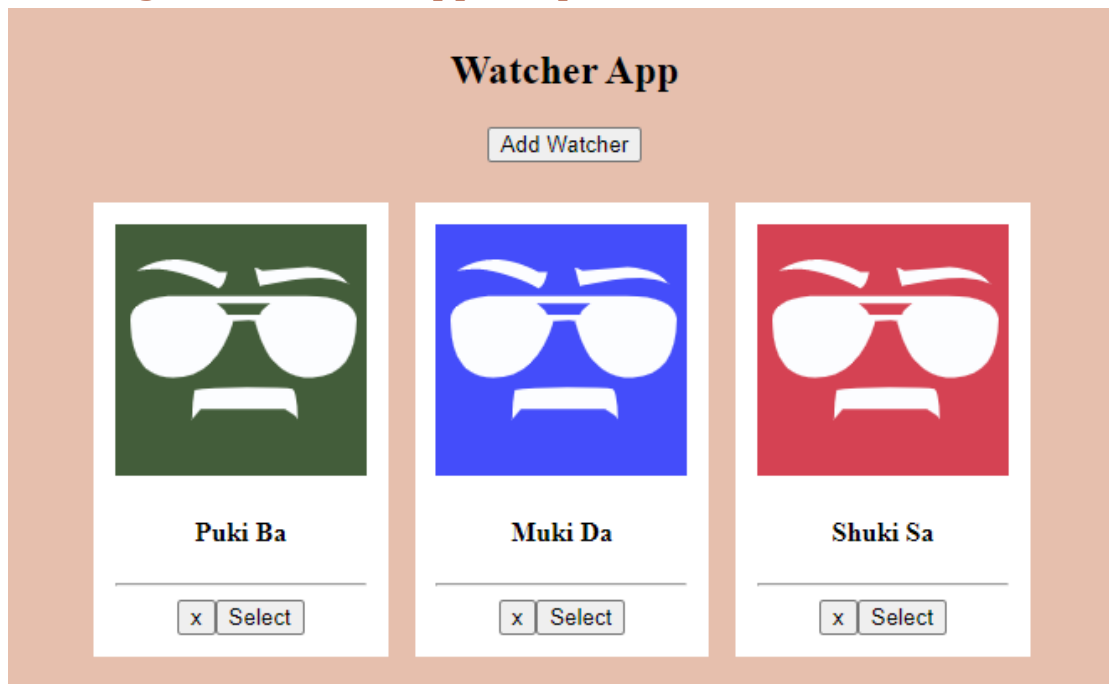 Watcher App
Add Watcher
Puki Ba
Muki Da
Shuki Sa
x Select
x Select
x Select